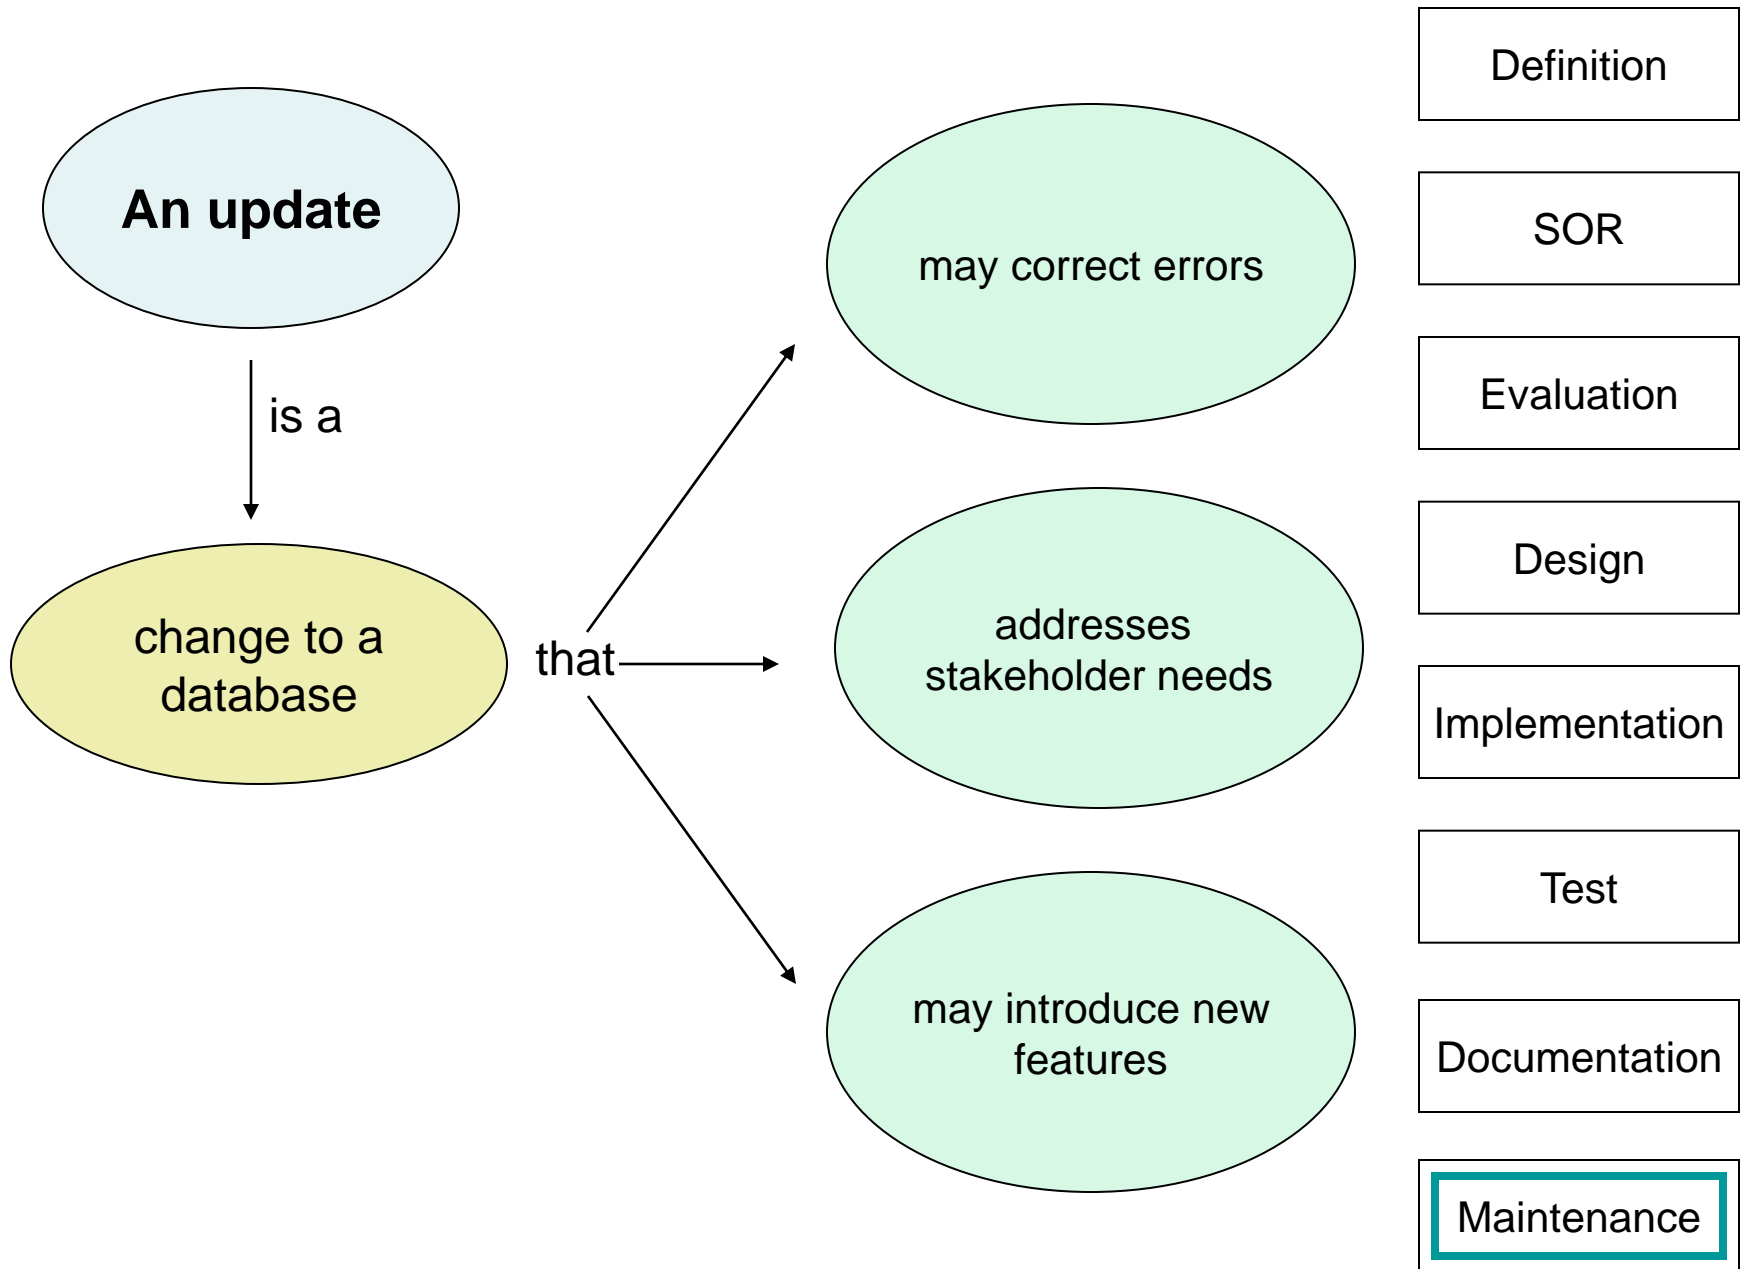 An update
is a
change to a
database
that
may correct errors
addresses
stakeholder needs
may introduce new
features
Definition
SOR
Evaluation
Design
Implementation
Test
Documentation
Maintenance